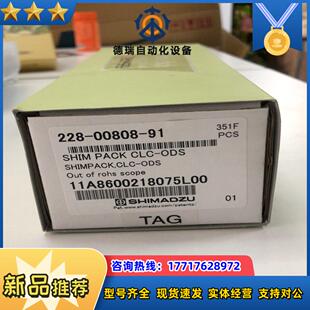 德瑞自动化设备
228-00808-91
351F
PCS
SHIM PACK CLC-ODS
SHIMPACK,CLC-ODS
Out of rohs scope
11A8600218075L00
SHIMADZU
01
TAG
新品推荐
咨询热线：17717628972
型号齐全 现货速发 实体经营 支持对公